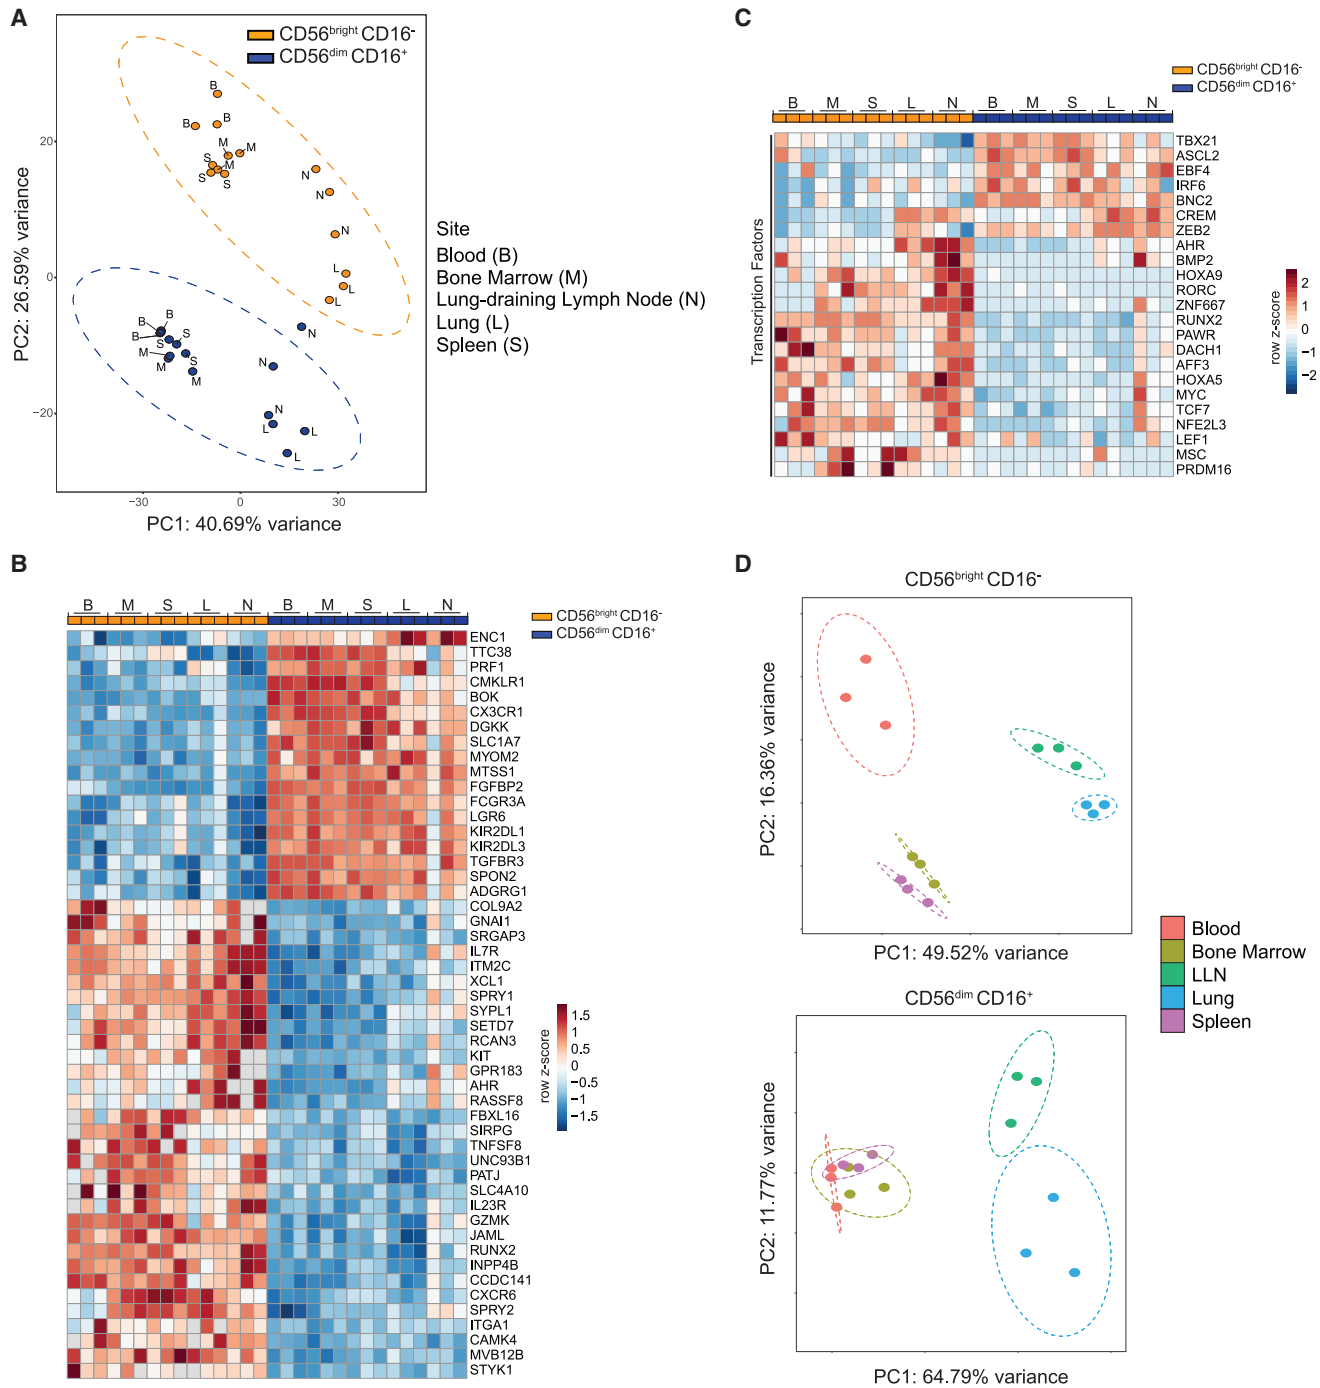 A
CD56bright CD16-
CD56dim CD16+
B
B
B
M
M
S
M
S
S
N
N
N
L
L
L
N
B
B
S
S
M
S
M
M
N
N
L
L
L
20
0
−20
−30
0
30
PC2: 26.59% variance
PC1: 40.69% variance
Site
Blood (B)
Bone Marrow (M)
Lung-draining Lymph Node (N)
Lung (L)
Spleen (S)
C
CD56bright CD16-
CD56dim CD16+
B M S L N B M S L N
Transcription Factors
TBX21
ASCL2
EBF4
IRF6
BNC2
CREM
ZEB2
AHR
BMP2
HOXA9
RORC
ZNF667
RUNX2
PAWR
DACH1
AFF3
HOXA5
MYC
TCF7
NFE2L3
LEF1
MSC
PRDM16
row z-score
2
1
0
−1
−2
B
B M S L N B M S L N
CD56bright CD16-
CD56dim CD16+
ENC1
TTC38
PRF1
CMKLR1
BOK
CX3CR1
DGKK
SLC1A7
MYOM2
MTSS1
FGFBP2
FCGR3A
LGR6
KIR2DL1
KIR2DL3
TGFBR3
SPON2
ADGRG1
COL9A2
GNAI1
SRGAP3
IL7R
ITM2C
XCL1
SPRY1
SYPL1
SETD7
RCAN3
KIT
GPR183
AHR
RASSF8
FBXL16
SIRPG
TNFSF8
UNC93B1
PATJ
SLC4A10
IL23R
GZMK
JAML
RUNX2
INPP4B
CCDC141
CXCR6
SPRY2
ITGA1
CAMK4
MVB12B
STYK1
row z-score
1.5
1
0.5
0
−0.5
−1
−1.5
D
CD56bright CD16-
PC2: 16.36% variance
PC1: 49.52% variance
CD56dim CD16+
PC2: 11.77% variance
PC1: 64.79% variance
Blood
Bone Marrow
LLN
Lung
Spleen